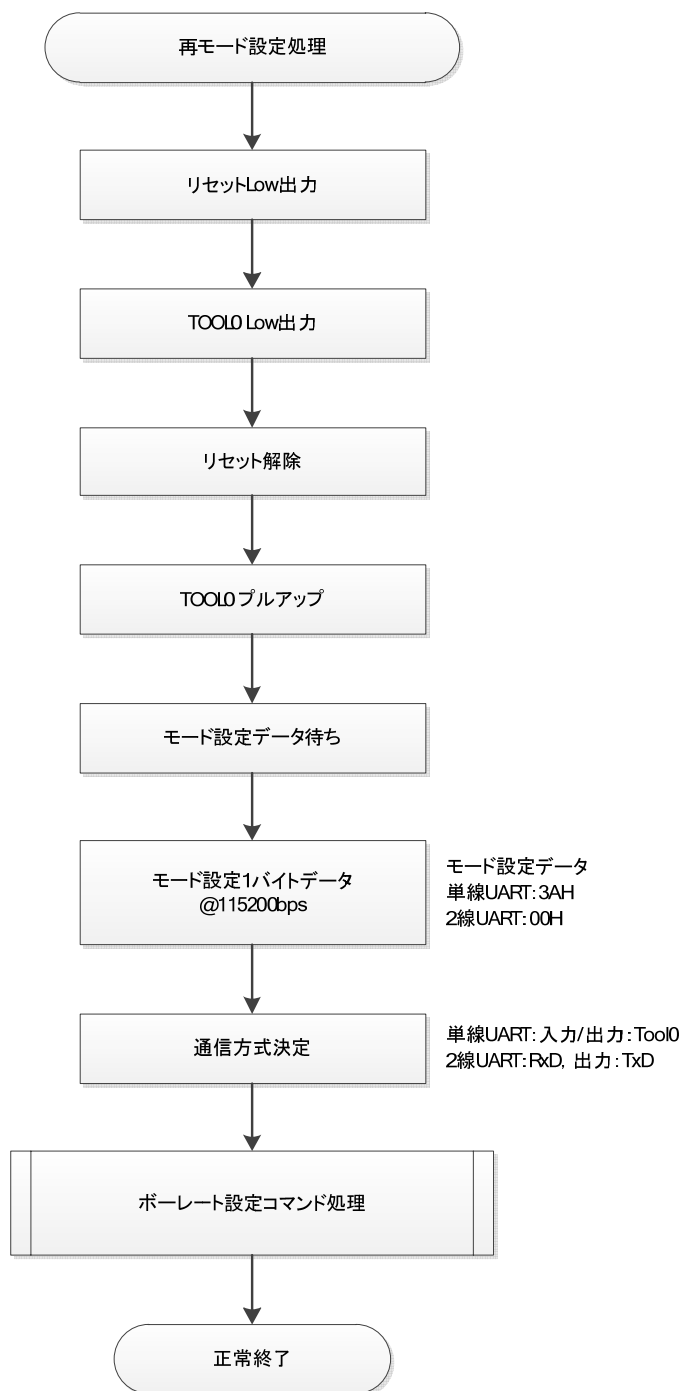 再モード設定処理
リセットLow出力
TOOL0 Low出力
リセット解除
TOOL0 プルアップ
モード設定データ待ち
モード設定1バイトデータ
@115200bps
モード設定データ
単線UART:3AH
2線UART:00H
通信方式決定
単線UART:入力/出力:Tool0
2線UART:RxD, 出力:TxD
ボーレート設定コマンド処理
正常終了